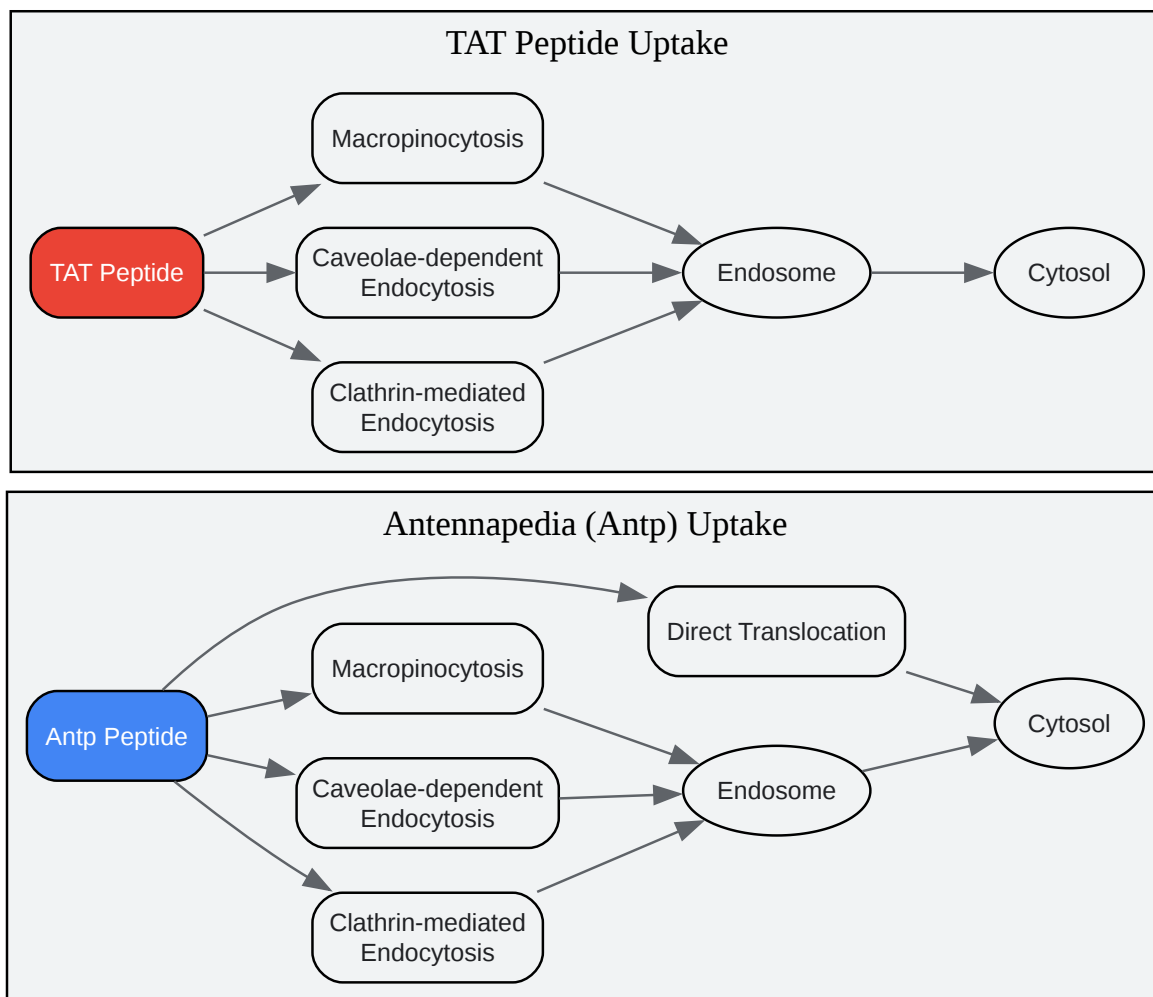 TAT Peptide Uptake
Macropinocytosis
TAT Peptide
Caveolae-dependent
Endocytosis
Endosome
Cytosol
Clathrin-mediated
Endocytosis
Antennapedia (Antp) Uptake
Direct Translocation
Macropinocytosis
Antp Peptide
Cytosol
Caveolae-dependent
Endocytosis
Endosome
Clathrin-mediated
Endocytosis